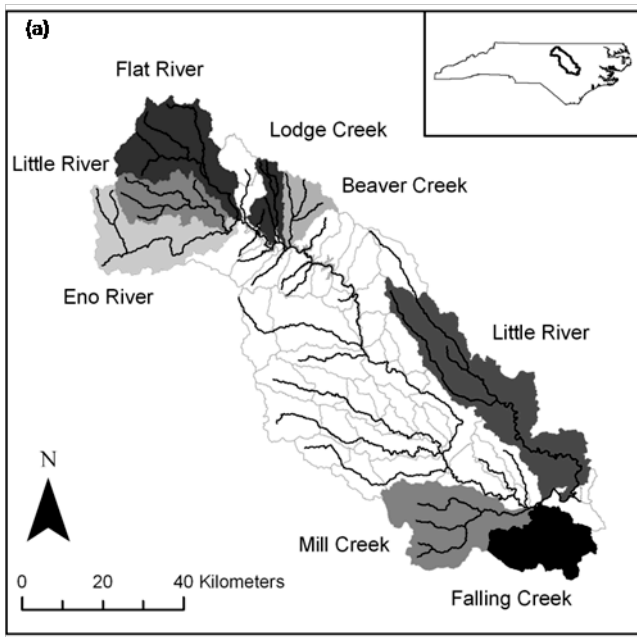 (a)
Flat River
Lodge Creek
Little River
Beaver Creek
Eno River
Little River
N
Mill Creek
0 20 40 Kilometers
Falling Creek